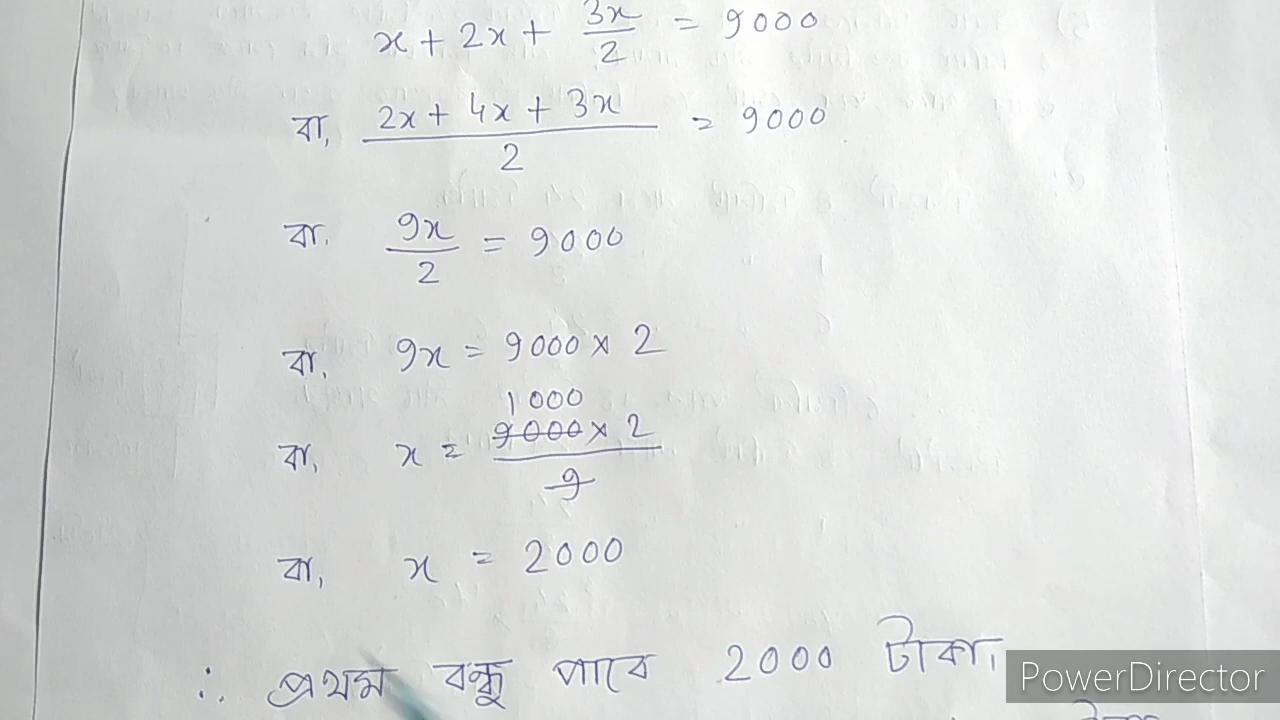 x + 2x + 3x/2 = 9000
বা, 2x + 4x + 3x / 2 = 9000
বা, 9x/2 = 9000
বা, 9x = 9000 × 2
1000
বা, x = 9000 × 2 / 9
বা, x = 2000
∴ প্রথম বন্ধু পাবে 2000 টাকা।
PowerDirector